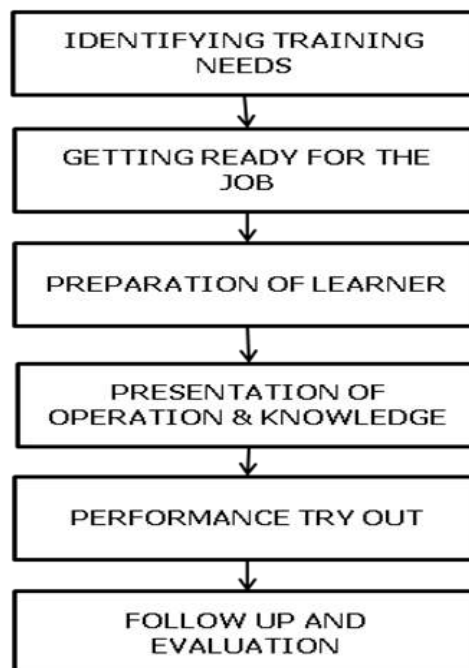 IDENTIFYING TRAINING
NEEDS
GETTING READY FOR THE
JOB
PREPARATION OF LEARNER
PRESENTATION OF
OPERATION & KNOWLEDGE
PERFORMANCE TRY OUT
FOLLOW UP AND
EVALUATION